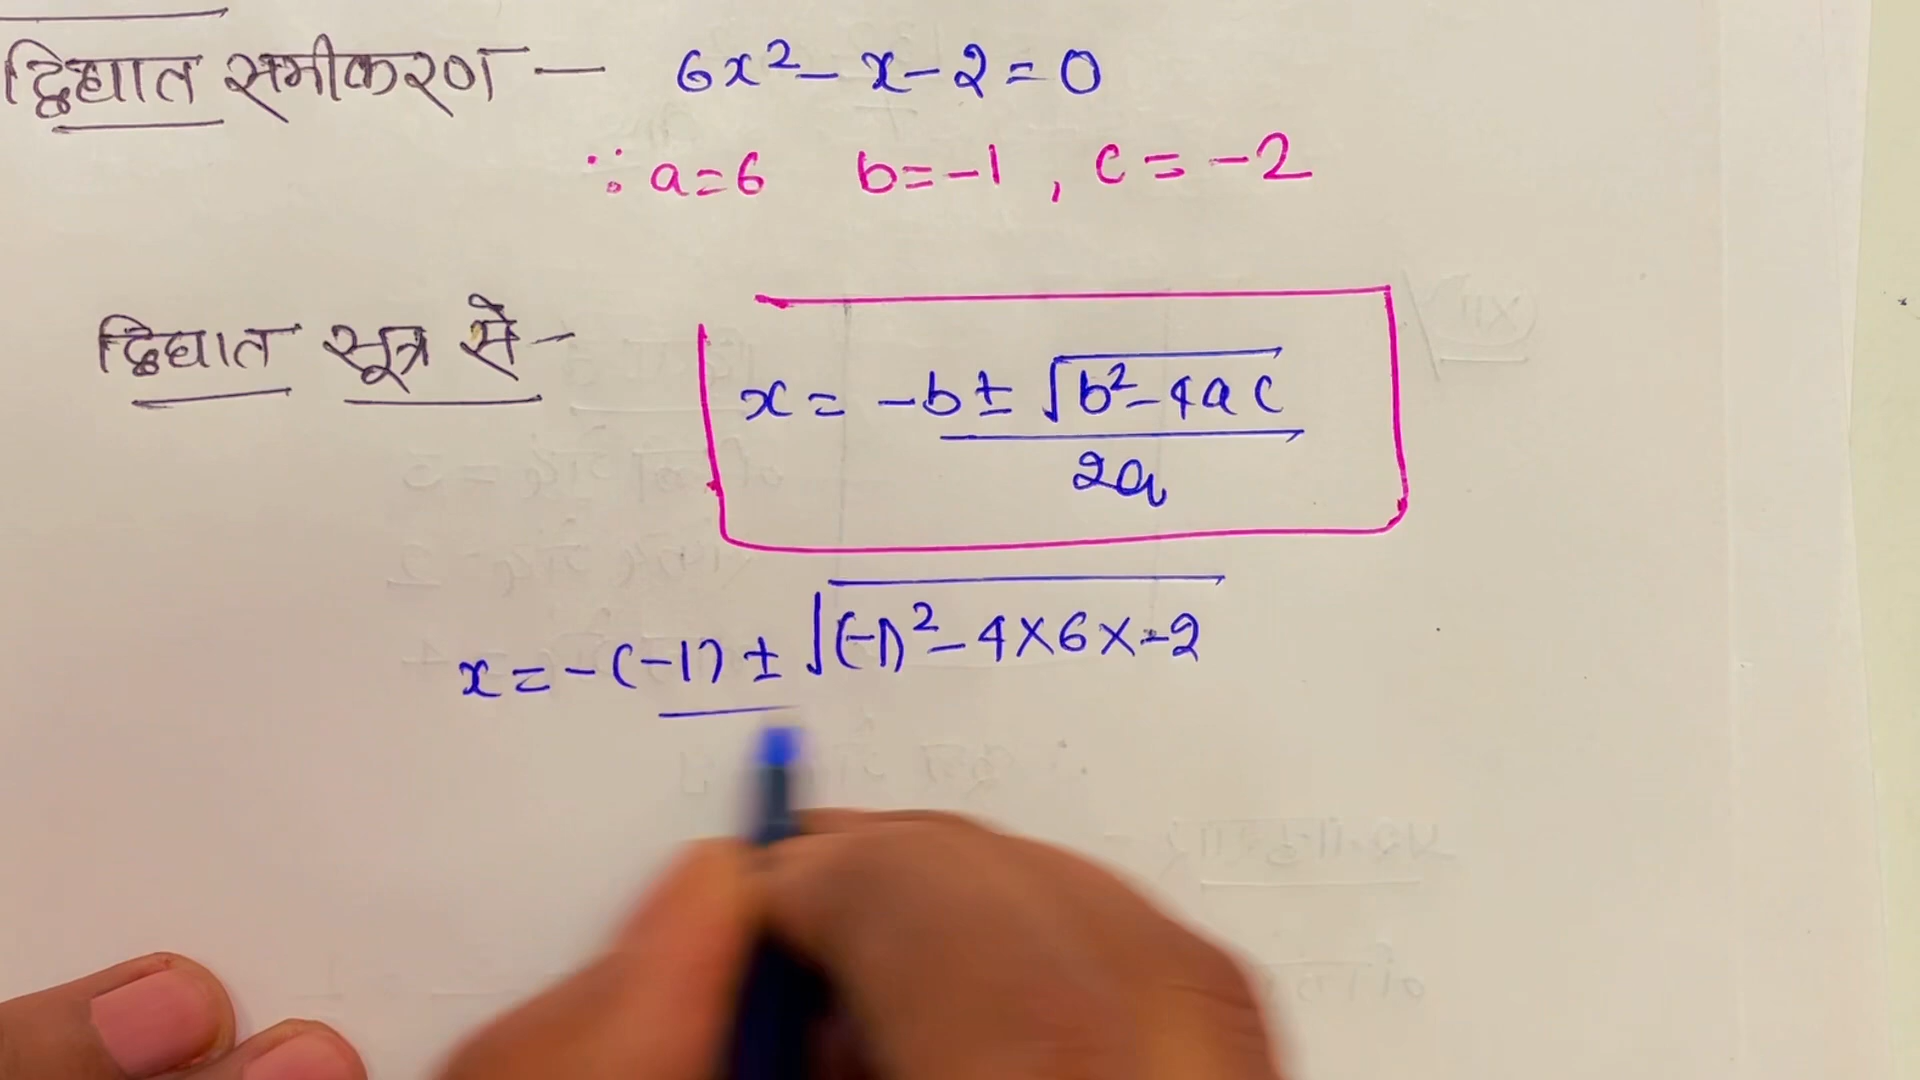 द्विघात समीकरण — 6x² - x - 2 = 0
∵ a=6 b=-1 , c = -2
द्विघात सूत्र से -
x = -b ± √b²-4ac
2a
x = -(-1) ± √(-1)² - 4×6×-2